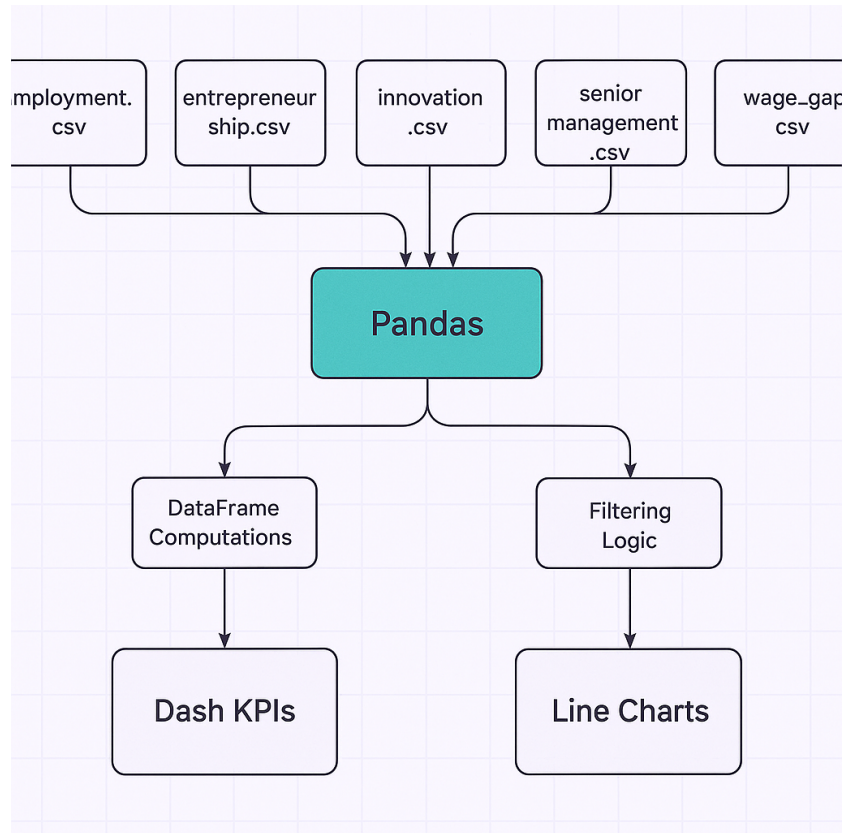 mployment.
csv
entrepreneur
ship.csv
innovation
.csv
senior
management
.csv
wage_gap
csv
Pandas
DataFrame
Computations
Filtering
Logic
Dash KPIs
Line Charts